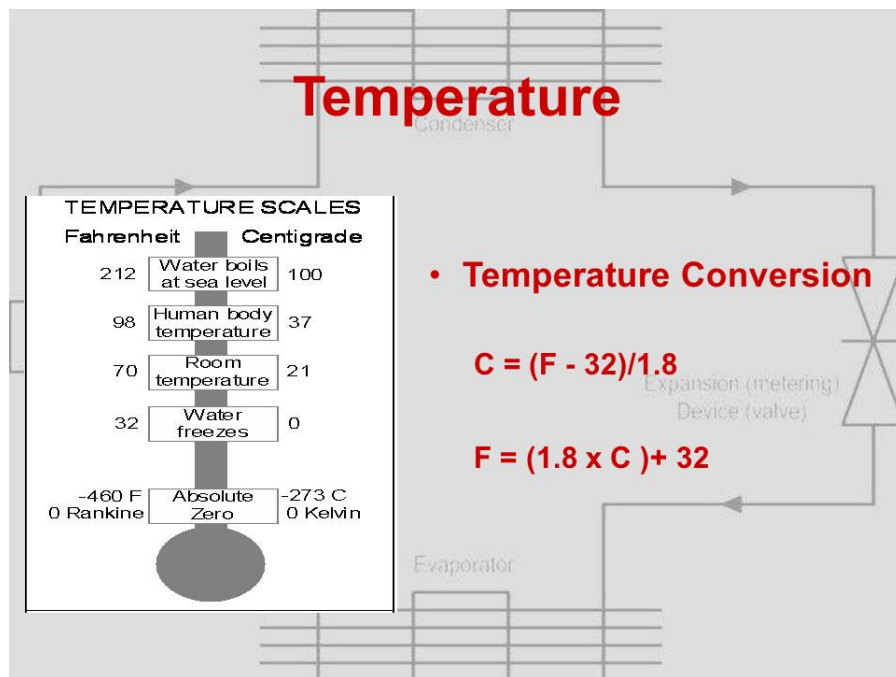 Temperature
Condenser
TEMPERATURE SCALES
Fahrenheit Centigrade
212 Water boils at sea level 100
98 Human body temperature 37
70 Room temperature 21
32 Water freezes 0
-460 F Absolute -273 C
0 Rankine Zero 0 Kelvin
• Temperature Conversion
C = (F - 32)/1.8
Expansion (metering)
Device (valve)
F = (1.8 x C )+ 32
Evaporator